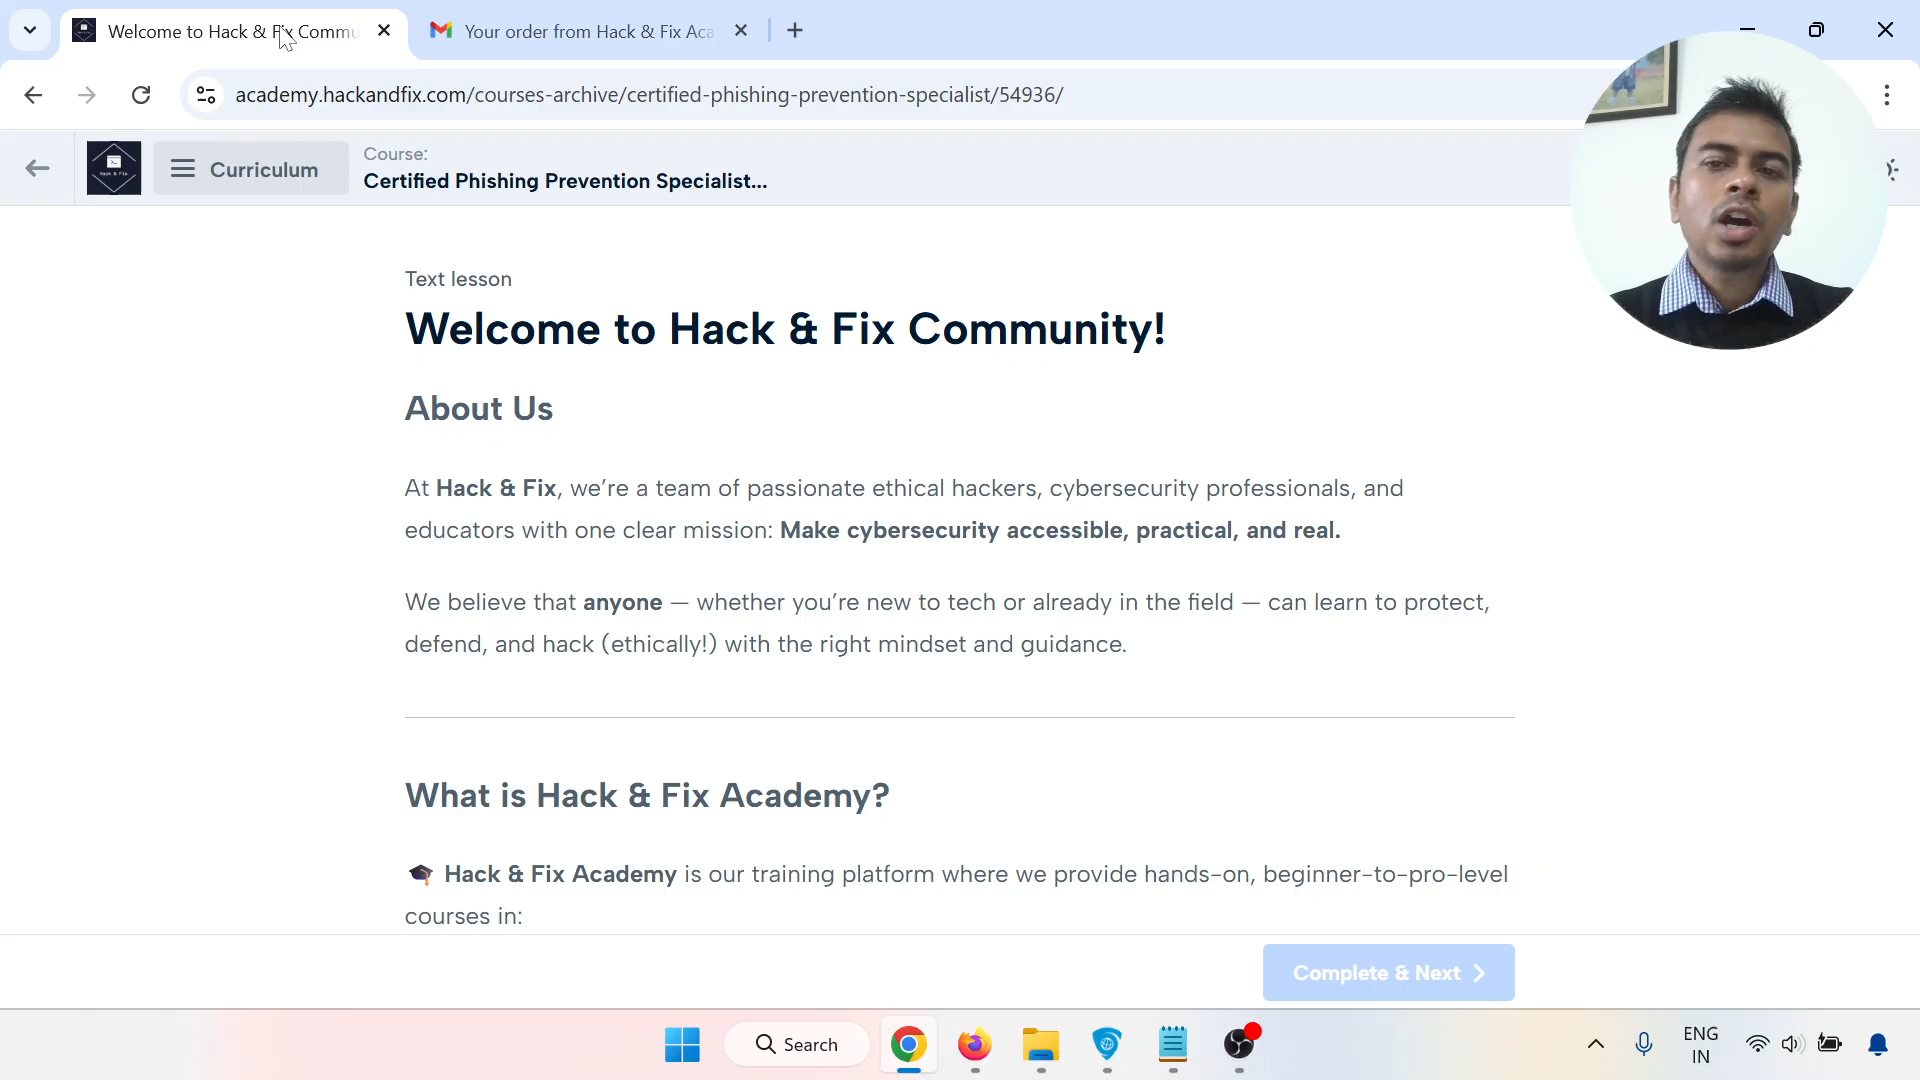 Welcome to Hack & Fix Commu
Your order from Hack & Fix Aca
academy.hackandfix.com/courses-archive/certified-phishing-prevention-specialist/54936/
Hack & Fix
Curriculum
Course:
Certified Phishing Prevention Specialist...
Text lesson
Welcome to Hack & Fix Community!
About Us
At Hack & Fix, we’re a team of passionate ethical hackers, cybersecurity professionals, and
educators with one clear mission: Make cybersecurity accessible, practical, and real.
We believe that anyone — whether you’re new to tech or already in the field — can learn to protect,
defend, and hack (ethically!) with the right mindset and guidance.
What is Hack & Fix Academy?
Hack & Fix Academy is our training platform where we provide hands-on, beginner-to-pro-level
courses in:
Complete & Next
Search
ENG
IN